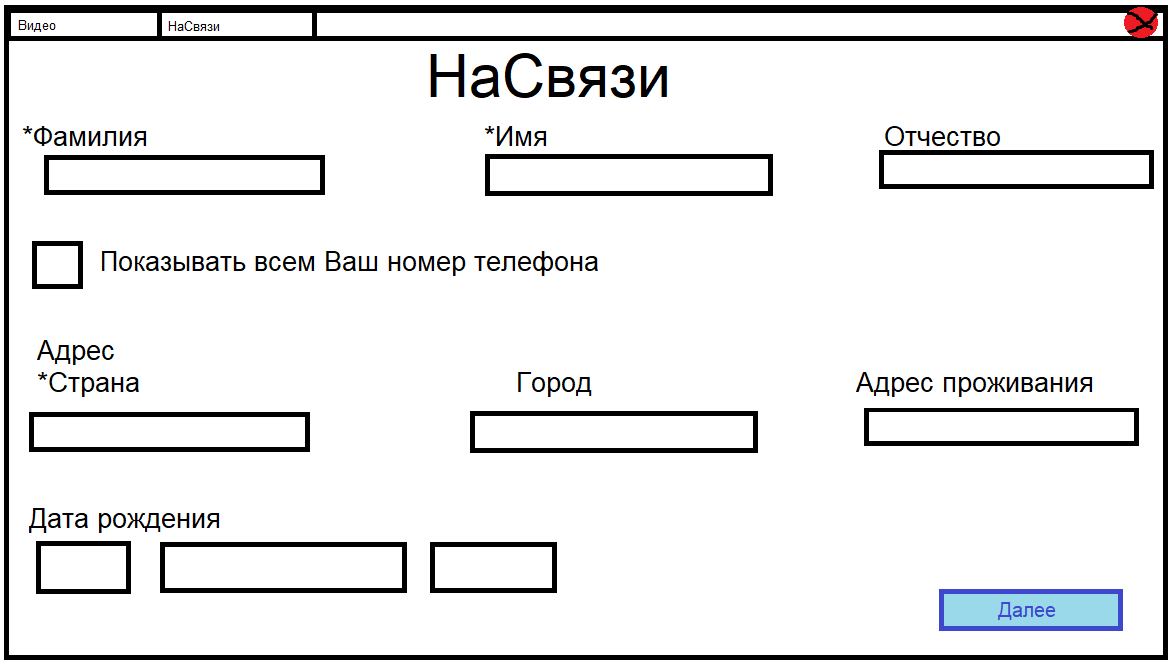 Видео
НаСвязи
НаСвязи
*Фамилия
*Имя
Отчество
Показывать всем Ваш номер телефона
Адрес
*Страна
Город
Адрес проживания
Дата рождения
Далее